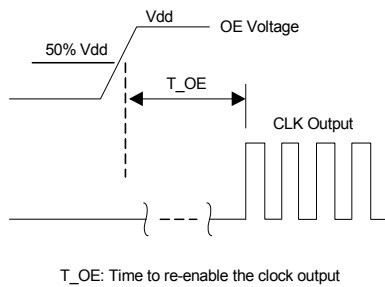 Vdd
OE Voltage
50% Vdd
T_OE
CLK Output
T_OE: Time to re-enable the clock output